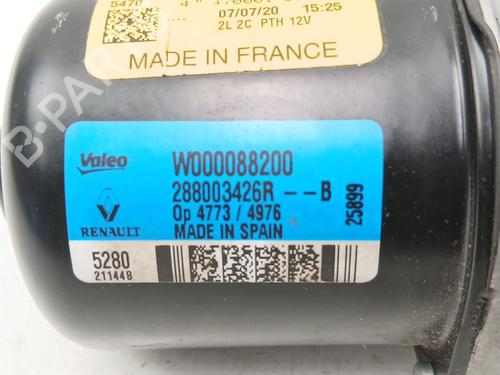 5470
07/07/20 15:25
2L 2C PTH 12V
MADE IN FRANCE
Valeo
W000088200
288003426R -- B
Op 4773 / 4976
MADE IN SPAIN
25899
RENAULT
5280
211448